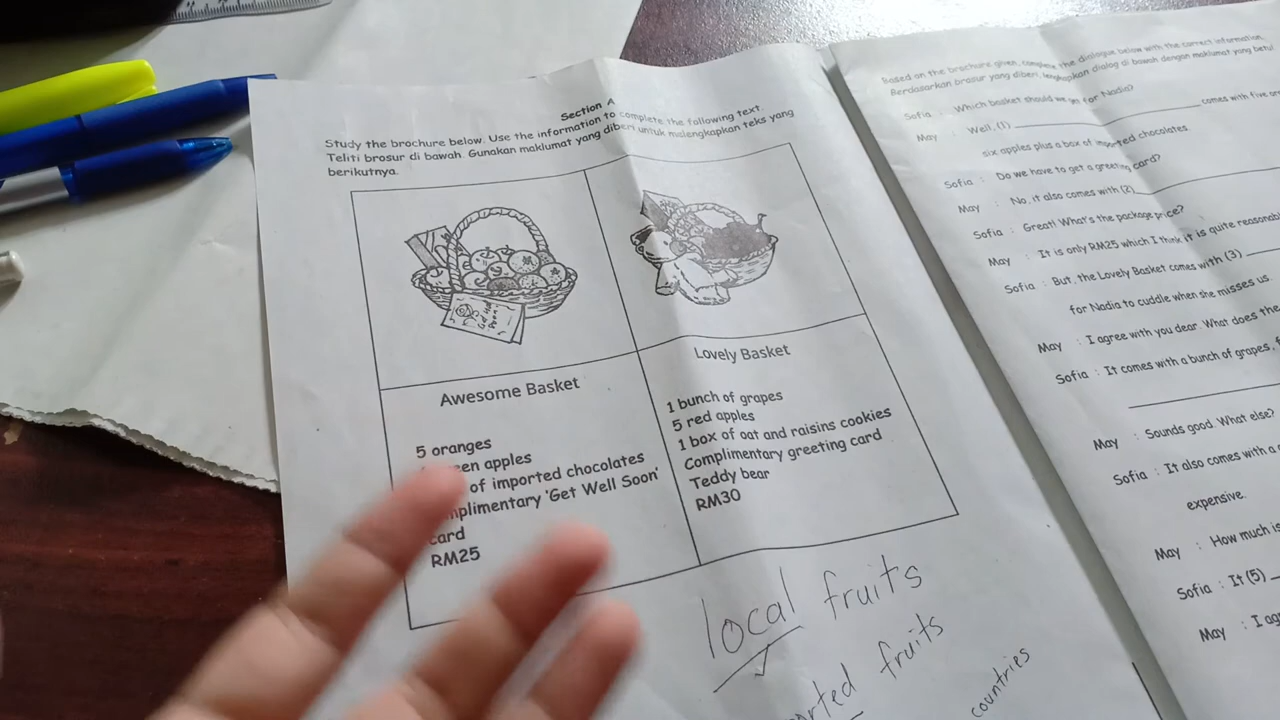 Section A
Study the brochure below. Use the information to complete the following text.
Teliti brosur di bawah. Gunakan maklumat yang diberi untuk melengkapkan teks yang
berikutnya.
Get Well
Soon
Awesome Basket
5 oranges
apples
of imported chocolates
'Get Well Soon'
card
RM25
Lovely Basket
1 bunch of grapes
5 red apples
1 box of oat and raisins cookies
Complimentary greeting card
Teddy bear
RM30
local fruits
fruits
countries
Based on the brochure given, complete the dialogue below with the correct information.
Berdasarkan brosur yang diberi, lengkapkan dialog di bawah dengan maklumat yang betul
Sofia : Which basket should we get for Nadia?
May : Well, (1) ____________ comes with five
six apples plus a box of imported chocolates.
Sofia : Do we have to get a greeting card?
May : No, it also comes with (2) ____________
Sofia : Great! What's the package price?
May : It is only RM25 which I think it is quite
Sofia : But, the Lovely Basket comes with (3) ____
for Nadia to cuddle when she misses us.
May : I agree with you dear. What does the
Sofia : It comes with a bunch of grapes,
____________
May : Sounds good. What else?
Sofia : It also comes with a
expensive.
May : How much is
Sofia : It (5) __
May : I